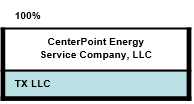 100%
CenterPoint Energy
Service Company, LLC
TX LLC